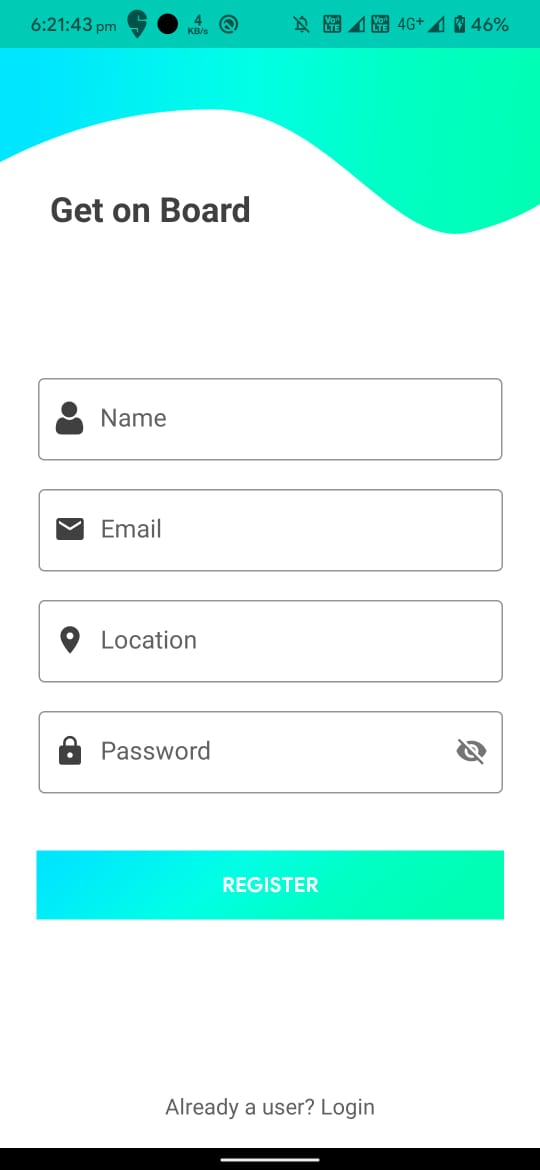 6:21:43 pm 4 KB/s Vo)) LTE Vo)) LTE 4G+ 46%
Get on Board
Name
Email
Location
Password
REGISTER
Already a user? Login